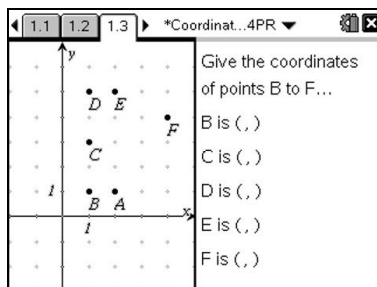 1.1 1.2 1.3 *Coordinat...4PR
y
Give the coordinates
of points B to F...
D E
F
B is (,)
C
C is (,)
1
B A
D is (,)
x
1
E is (,)
F is (,)